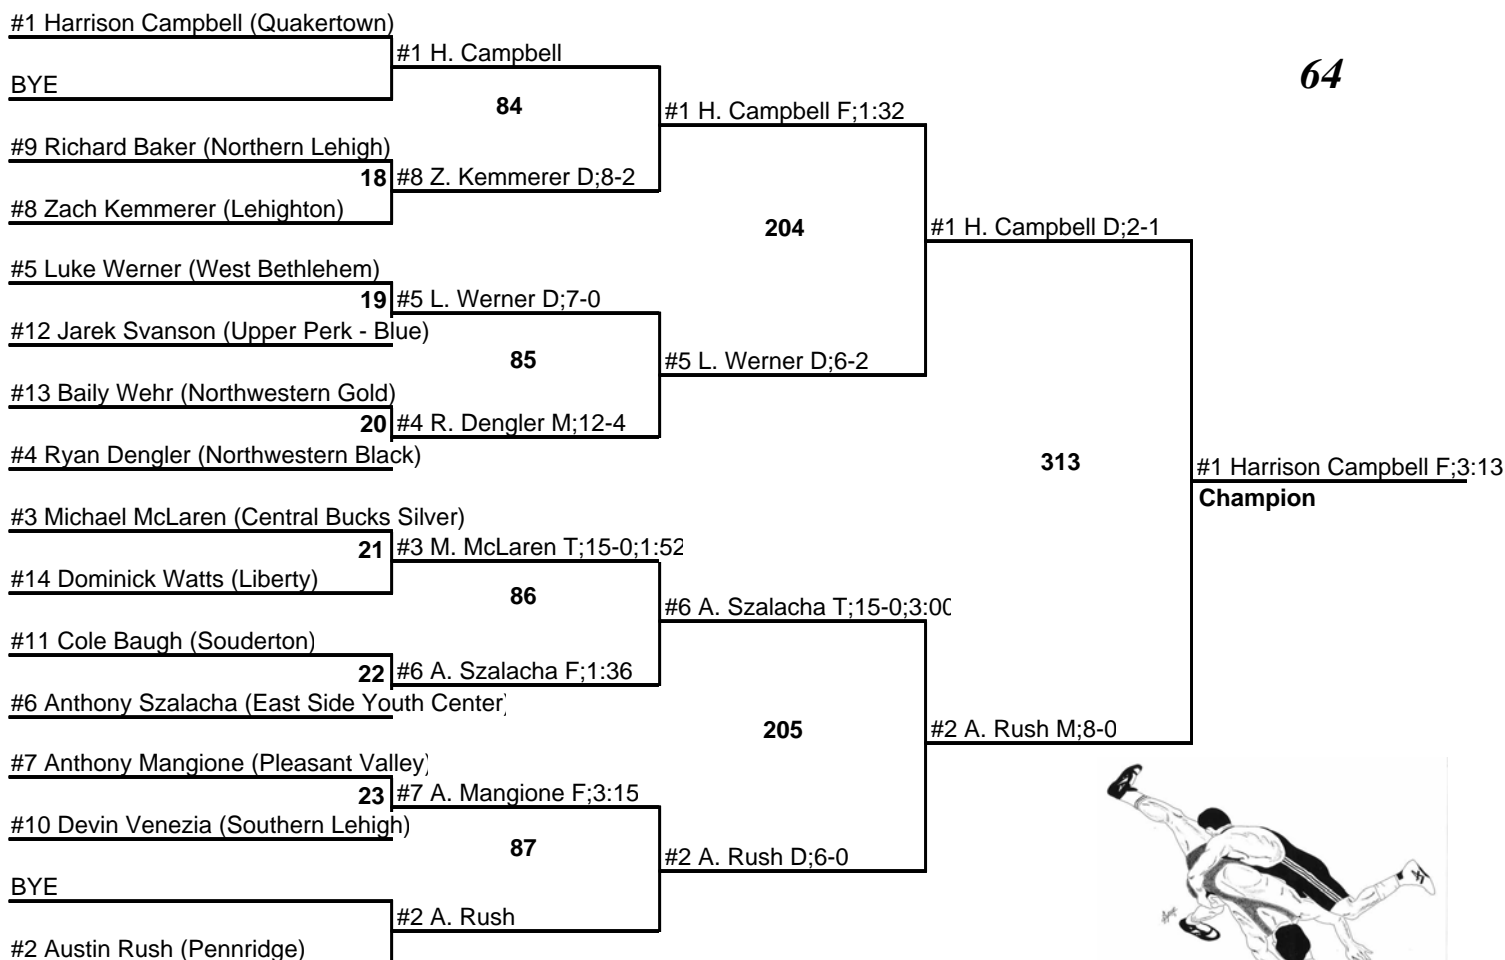 #1 Harrison Campbell (Quakertown)
#1 H. Campbell
64
BYE
84
#1 H. Campbell F;1:32
#9 Richard Baker (Northern Lehigh)
18 #8 Z. Kemmerer D;8-2
#8 Zach Kemmerer (Lehighton)
204
#1 H. Campbell D;2-1
#5 Luke Werner (West Bethlehem)
19 #5 L. Werner D;7-0
#12 Jarek Svanson (Upper Perk - Blue)
85
#5 L. Werner D;6-2
#13 Baily Wehr (Northwestern Gold)
20 #4 R. Dengler M;12-4
#4 Ryan Dengler (Northwestern Black)
313
#1 Harrison Campbell F;3:13
Champion
#3 Michael McLaren (Central Bucks Silver)
21 #3 M. McLaren T;15-0;1:52
#14 Dominick Watts (Liberty)
86
#6 A. Szalacha T;15-0;3:00
#11 Cole Baugh (Souderton)
22 #6 A. Szalacha F;1:36
#6 Anthony Szalacha (East Side Youth Center)
205
#2 A. Rush M;8-0
#7 Anthony Mangione (Pleasant Valley)
23 #7 A. Mangione F;3:15
#10 Devin Venezia (Southern Lehigh)
87
#2 A. Rush D;6-0
BYE
#2 A. Rush
#2 Austin Rush (Pennridge)